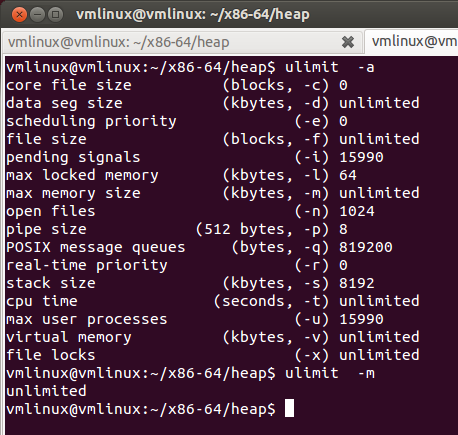 vmlinux@vmlinux: ~/x86-64/heap
vmlinux@vmlinux: ~/x86-64/heap
vmlinux@vm
vmlinux@vmlinux:~/x86-64/heap$ ulimit  -a
core file size          (blocks, -c) 0
data seg size           (kbytes, -d) unlimited
scheduling priority             (-e) 0
file size               (blocks, -f) unlimited
pending signals                 (-i) 15990
max locked memory       (kbytes, -l) 64
max memory size         (kbytes, -m) unlimited
open files                      (-n) 1024
pipe size            (512 bytes, -p) 8
POSIX message queues     (bytes, -q) 819200
real-time priority              (-r) 0
stack size              (kbytes, -s) 8192
cpu time               (seconds, -t) unlimited
max user processes              (-u) 15990
virtual memory          (kbytes, -v) unlimited
file locks                      (-x) unlimited
vmlinux@vmlinux:~/x86-64/heap$ ulimit  -m
unlimited
vmlinux@vmlinux:~/x86-64/heap$